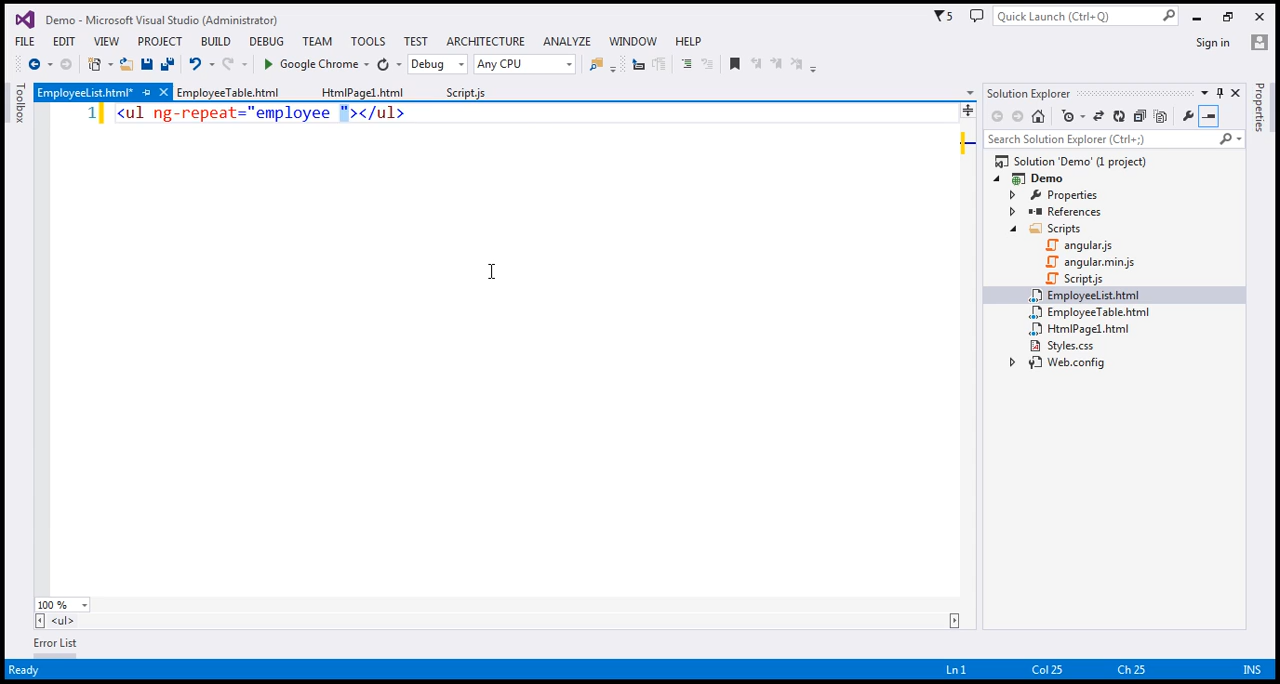 Demo - Microsoft Visual Studio (Administrator)
5
Quick Launch (Ctrl+Q)
FILE EDIT VIEW PROJECT BUILD DEBUG TEAM TOOLS TEST ARCHITECTURE ANALYZE WINDOW HELP
Sign in
Google Chrome Debug Any CPU
Toolbox
EmployeeList.html* EmployeeTable.html HtmlPage1.html Script.js
1 <ul ng-repeat="employee "></ul>
Solution Explorer
Search Solution Explorer (Ctrl+;)
Solution 'Demo' (1 project)
Demo
Properties
References
Scripts
angular.js
angular.min.js
Script.js
EmployeeList.html
EmployeeTable.html
HtmlPage1.html
Styles.css
Web.config
Properties
100 %
<ul>
Error List
Ready Ln 1 Col 25 Ch 25 INS